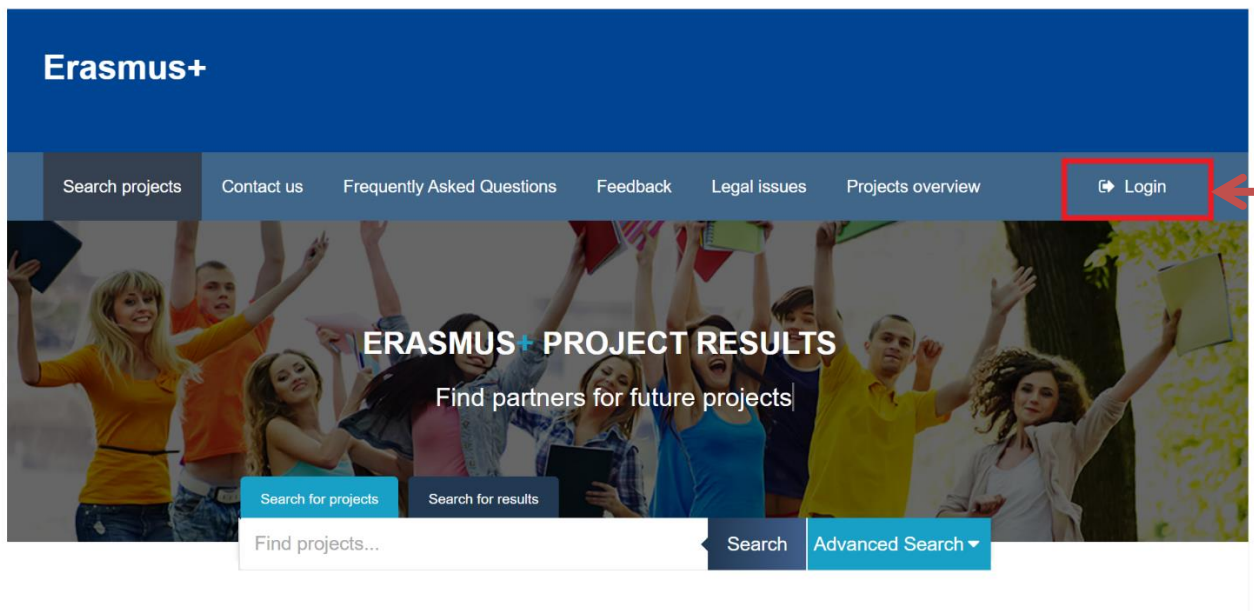 Erasmus+
Search projects Contact us Frequently Asked Questions Feedback Legal issues Projects overview Login
ERASMUS+ PROJECT RESULTS
Find partners for future projects
Search for projects Search for results
Find projects... Search Advanced Search